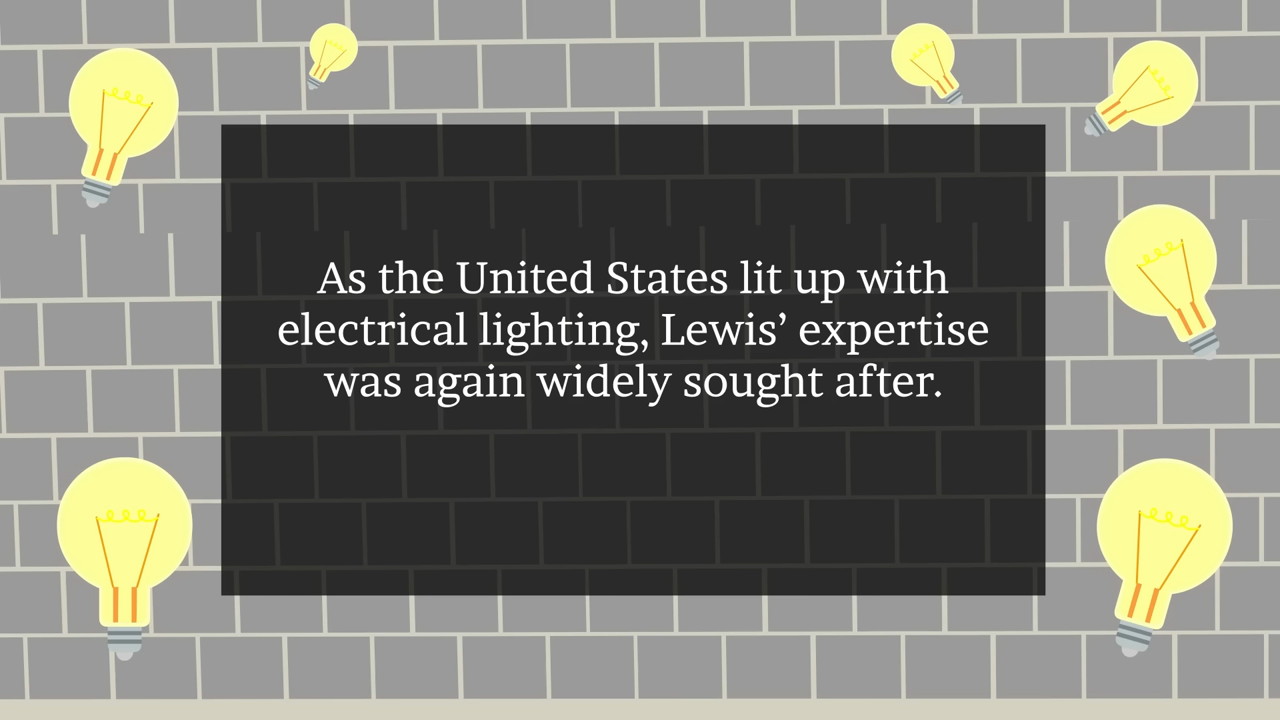 As the United States lit up with
electrical lighting, Lewis’ expertise
was again widely sought after.